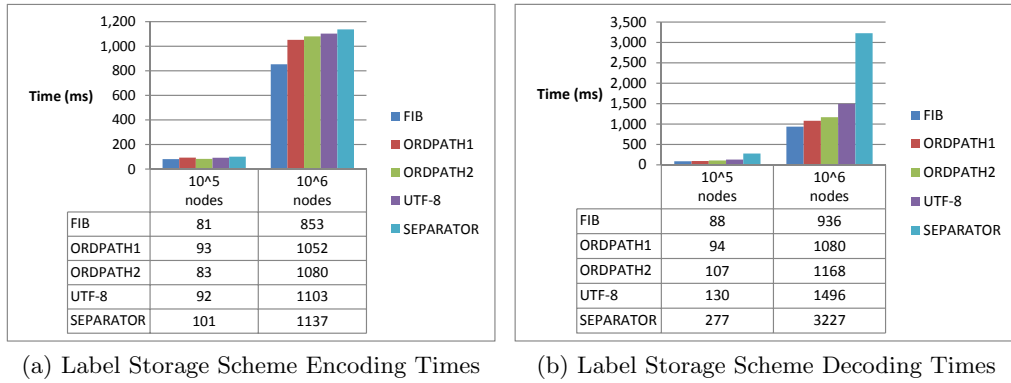 1,200
1,000
800
600
400
200
0
Time (ms)
FIB
ORDPATH1
ORDPATH2
UTF-8
SEPARATOR
10^5 nodes 10^6 nodes
FIB 81 853
ORDPATH1 93 1052
ORDPATH2 83 1080
UTF-8 92 1103
SEPARATOR 101 1137
(a) Label Storage Scheme Encoding Times
3,500
3,000
2,500
2,000
1,500
1,000
500
0
Time (ms)
FIB
ORDPATH1
ORDPATH2
UTF-8
SEPARATOR
10^5 nodes 10^6 nodes
FIB 88 936
ORDPATH1 94 1080
ORDPATH2 107 1168
UTF-8 130 1496
SEPARATOR 277 3227
(b) Label Storage Scheme Decoding Times